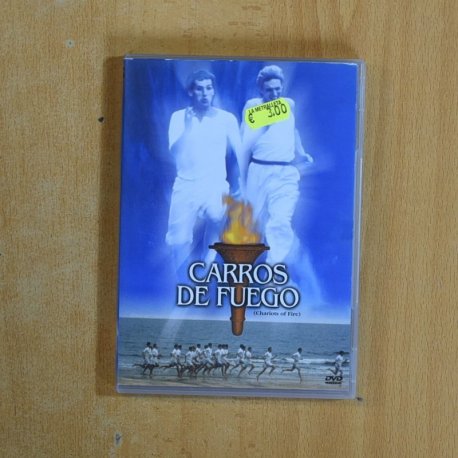 LA METRALLETA
€ 3.00
CARROS
DE FUEGO
(Chariots of Fire)
DVD